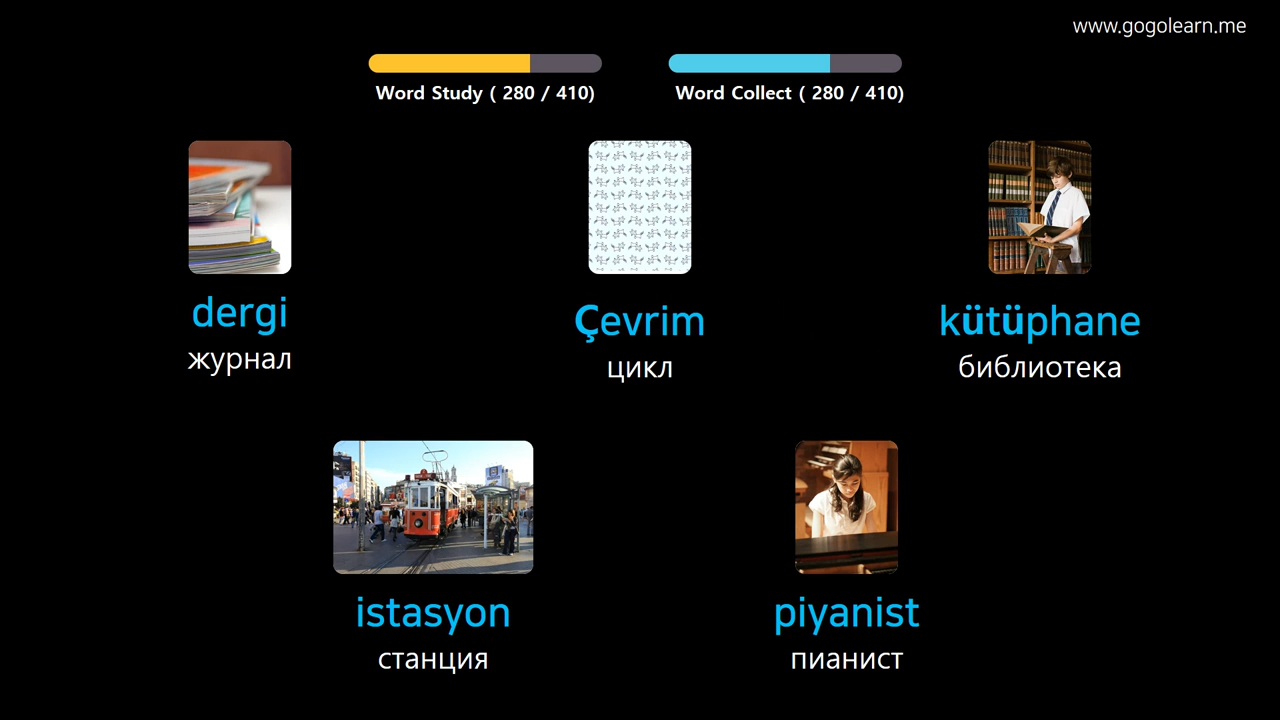 www.gogolearn.me
Word Study ( 280 / 410)
Word Collect ( 280 / 410)
dergi
журнал
Çevrim
цикл
kütüphane
библиотека
istasyon
станция
piyanist
пианист